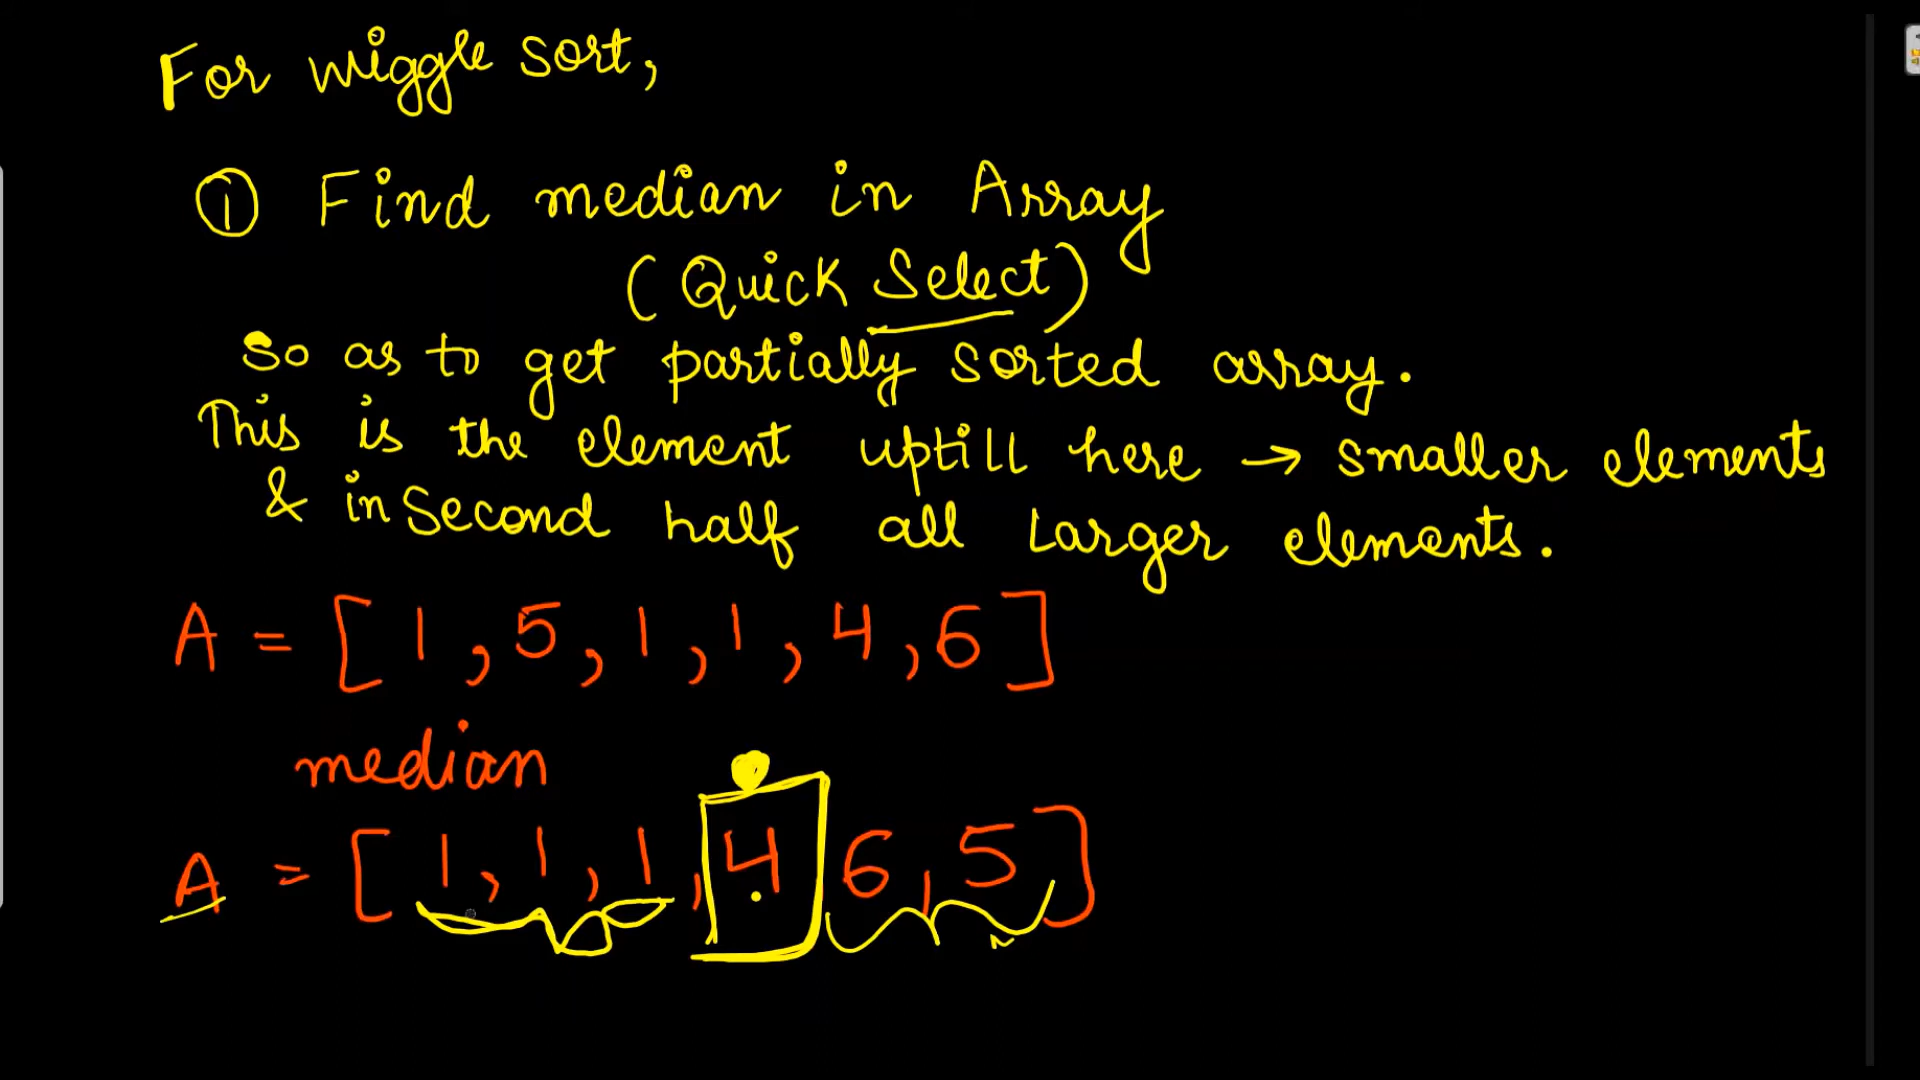 For wiggle sort,
① Find median in Array
(Quick Select)
So as to get partially sorted array.
This is the element uptill here → smaller elements
& in Second half all Larger elements.
A = [1, 5, 1, 1, 4, 6]
median
A = [1, 1, 1, 4 6, 5]